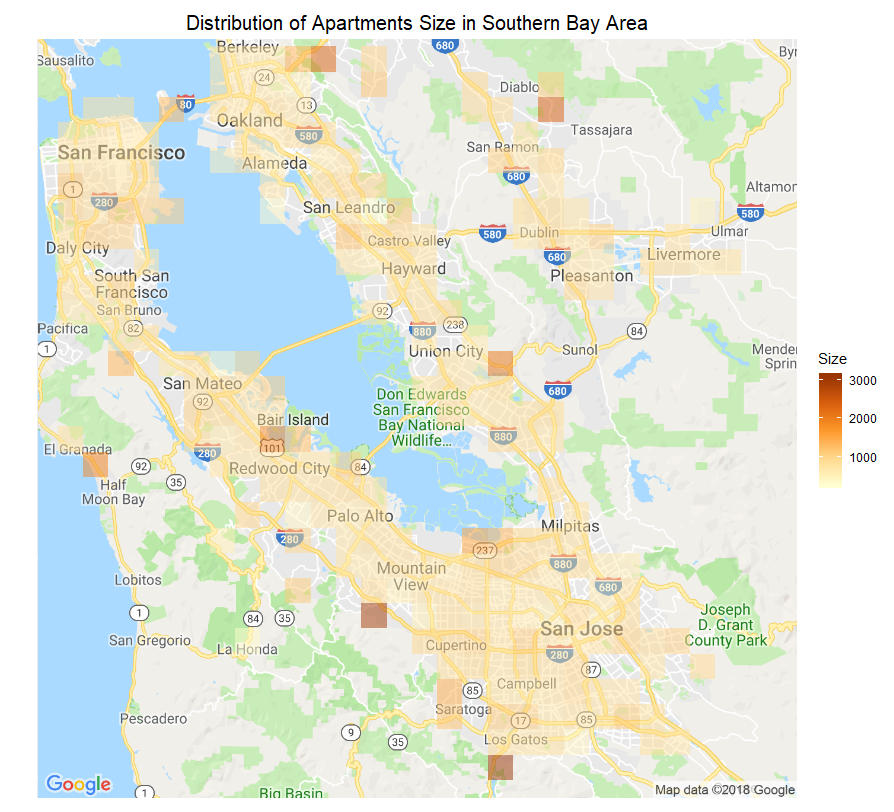 Distribution of Apartments Size in Southern Bay Area
Sausalito
Berkeley
680
Byr
24
Diablo
80
13
Oakland
580
Tassajara
San Francisco
Alameda
San Ramon
680
1
280
Altamor
San Leandro
580
580
Ulmar
Daly City
Castro Valley
Dublin
Livermore
680
Hayward
Pleasanton
South San
Francisco
San Bruno
92
238
Pacifica
82
880
84
1
Union City
Sunol
Mender
Sprin
San Mateo
680
92
Don Edwards
San Francisco
Bay National
Wildlife...
Bair Island
880
El Granada
280
101
92
Redwood City
84
35
Half
Moon Bay
Palo Alto
Milpitas
280
237
880
Mountain
View
Lobitos
680
1
84
35
Joseph
D. Grant
County Park
San Jose
San Gregorio
La Honda
Cupertino
280
87
Campbell
85
Saratoga
Pescadero
17
85
9
35
Los Gatos
Google
1
Big Basin
Map data ©2018 Google
Size
3000
2000
1000